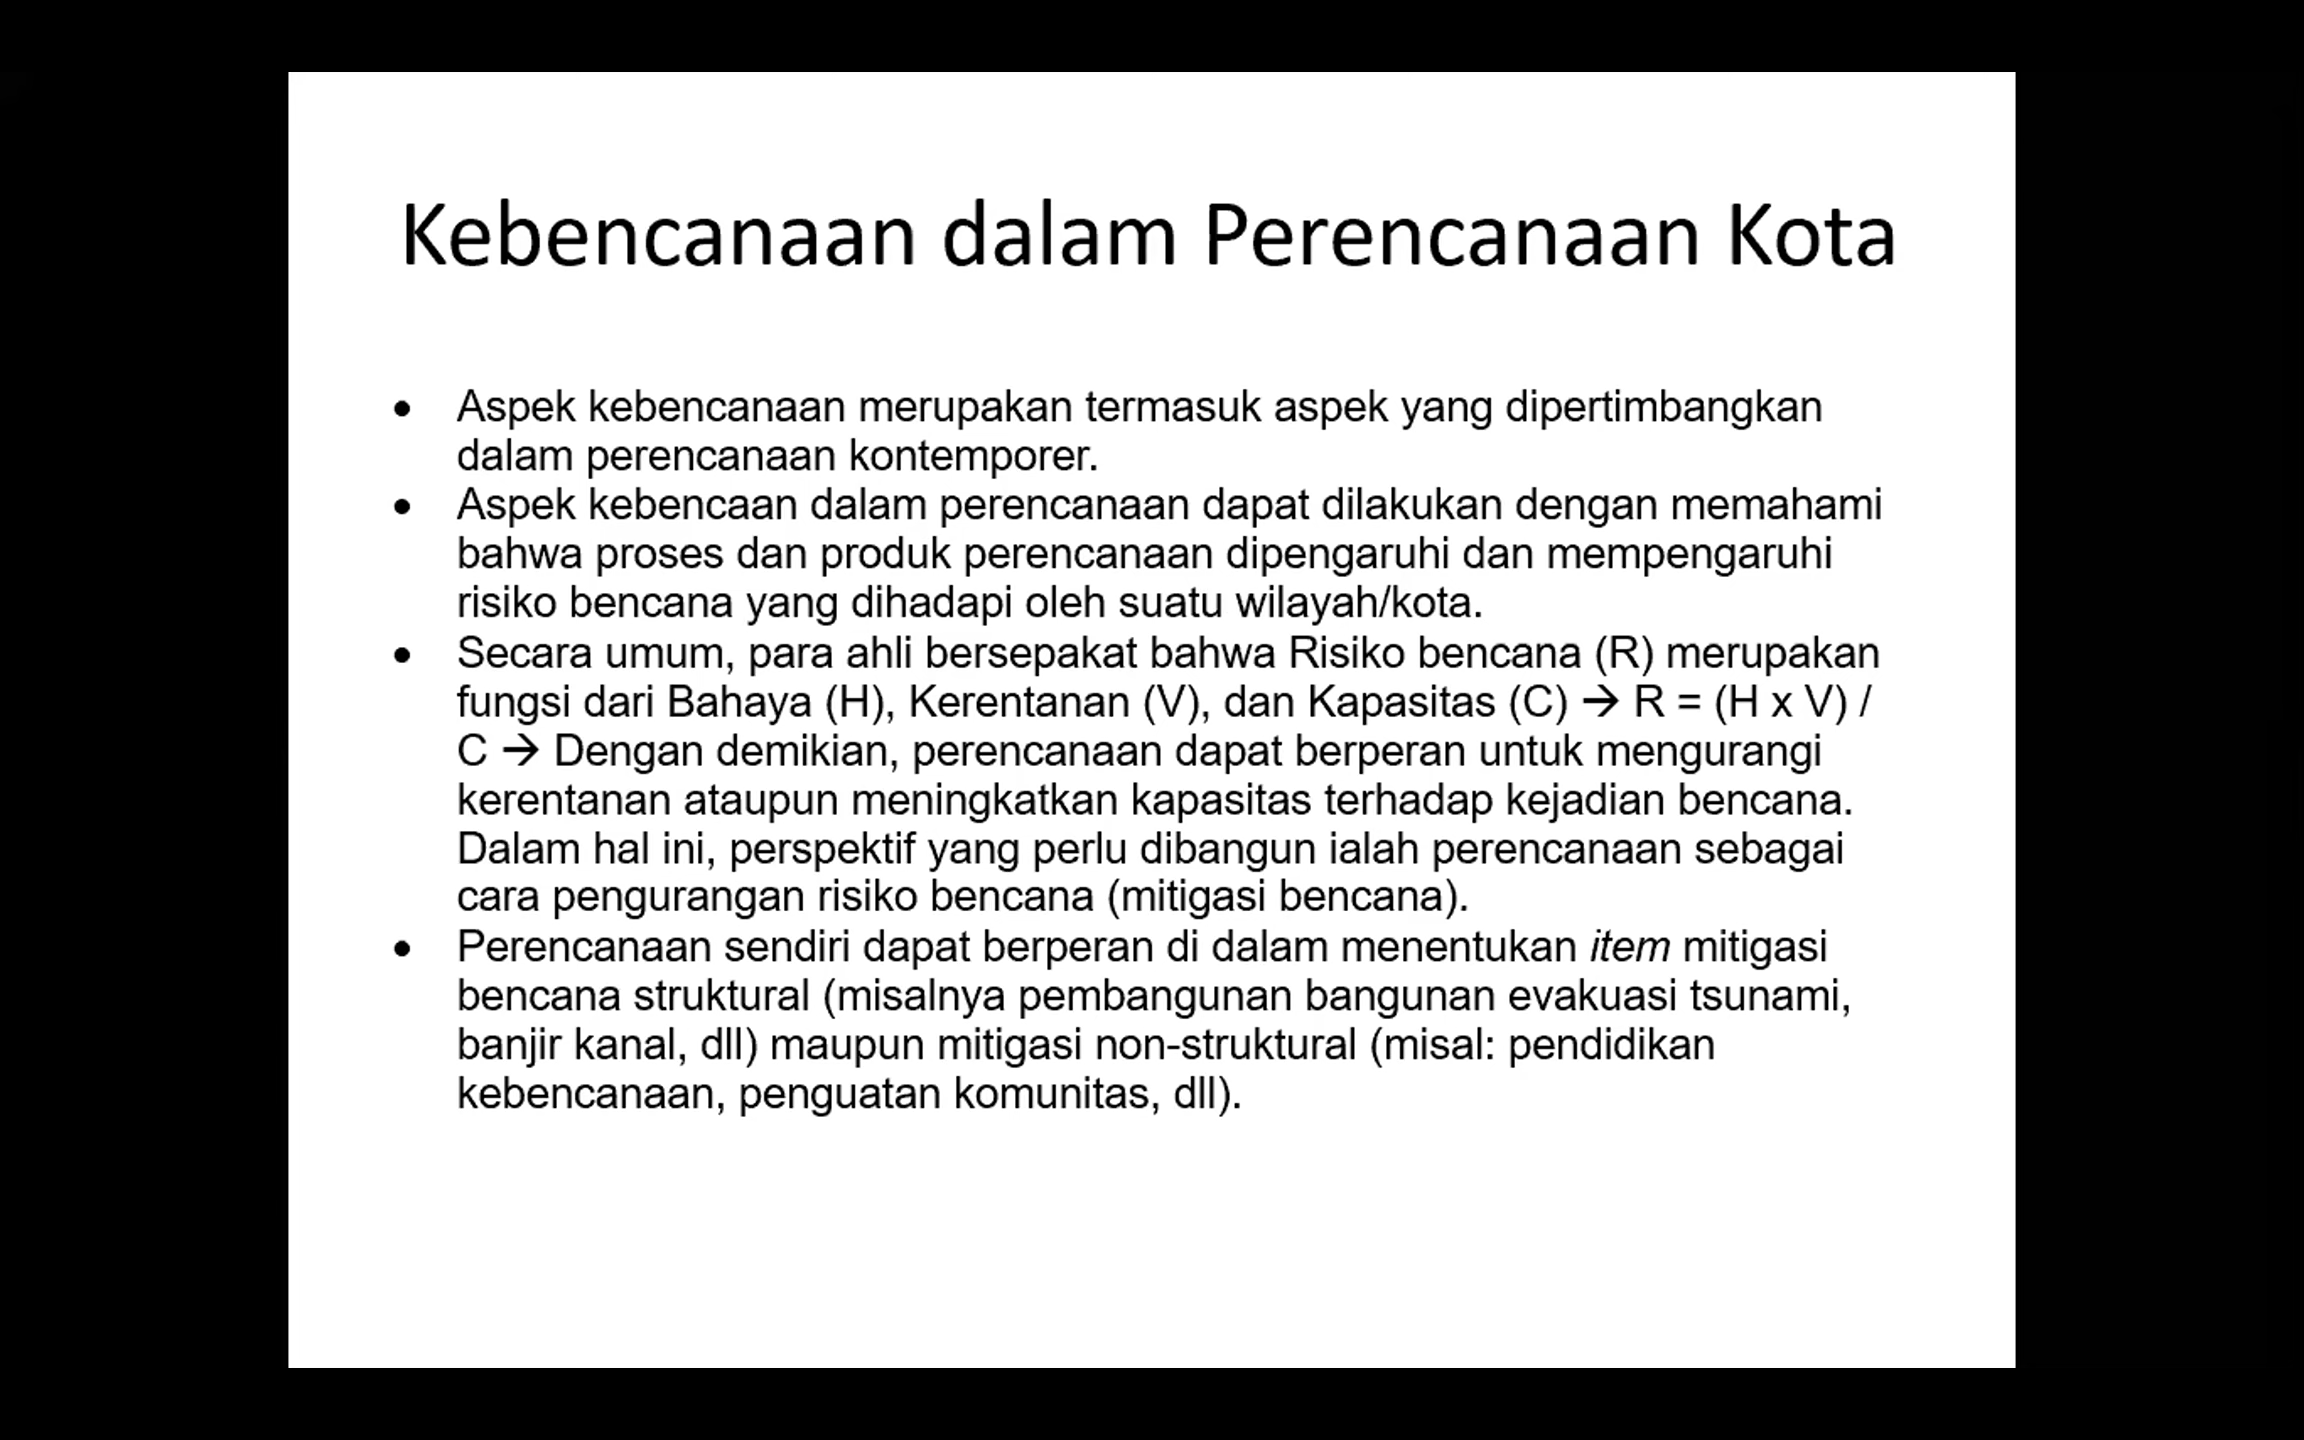 Kebencanaan dalam Perencanaan Kota
• Aspek kebencanaan merupakan termasuk aspek yang dipertimbangkan
dalam perencanaan kontemporer.
• Aspek kebencaan dalam perencanaan dapat dilakukan dengan memahami
bahwa proses dan produk perencanaan dipengaruhi dan mempengaruhi
risiko bencana yang dihadapi oleh suatu wilayah/kota.
• Secara umum, para ahli bersepakat bahwa Risiko bencana (R) merupakan
fungsi dari Bahaya (H), Kerentanan (V), dan Kapasitas (C) → R = (H x V) /
C → Dengan demikian, perencanaan dapat berperan untuk mengurangi
kerentanan ataupun meningkatkan kapasitas terhadap kejadian bencana.
Dalam hal ini, perspektif yang perlu dibangun ialah perencanaan sebagai
cara pengurangan risiko bencana (mitigasi bencana).
• Perencanaan sendiri dapat berperan di dalam menentukan item mitigasi
bencana struktural (misalnya pembangunan bangunan evakuasi tsunami,
banjir kanal, dll) maupun mitigasi non-struktural (misal: pendidikan
kebencanaan, penguatan komunitas, dll).